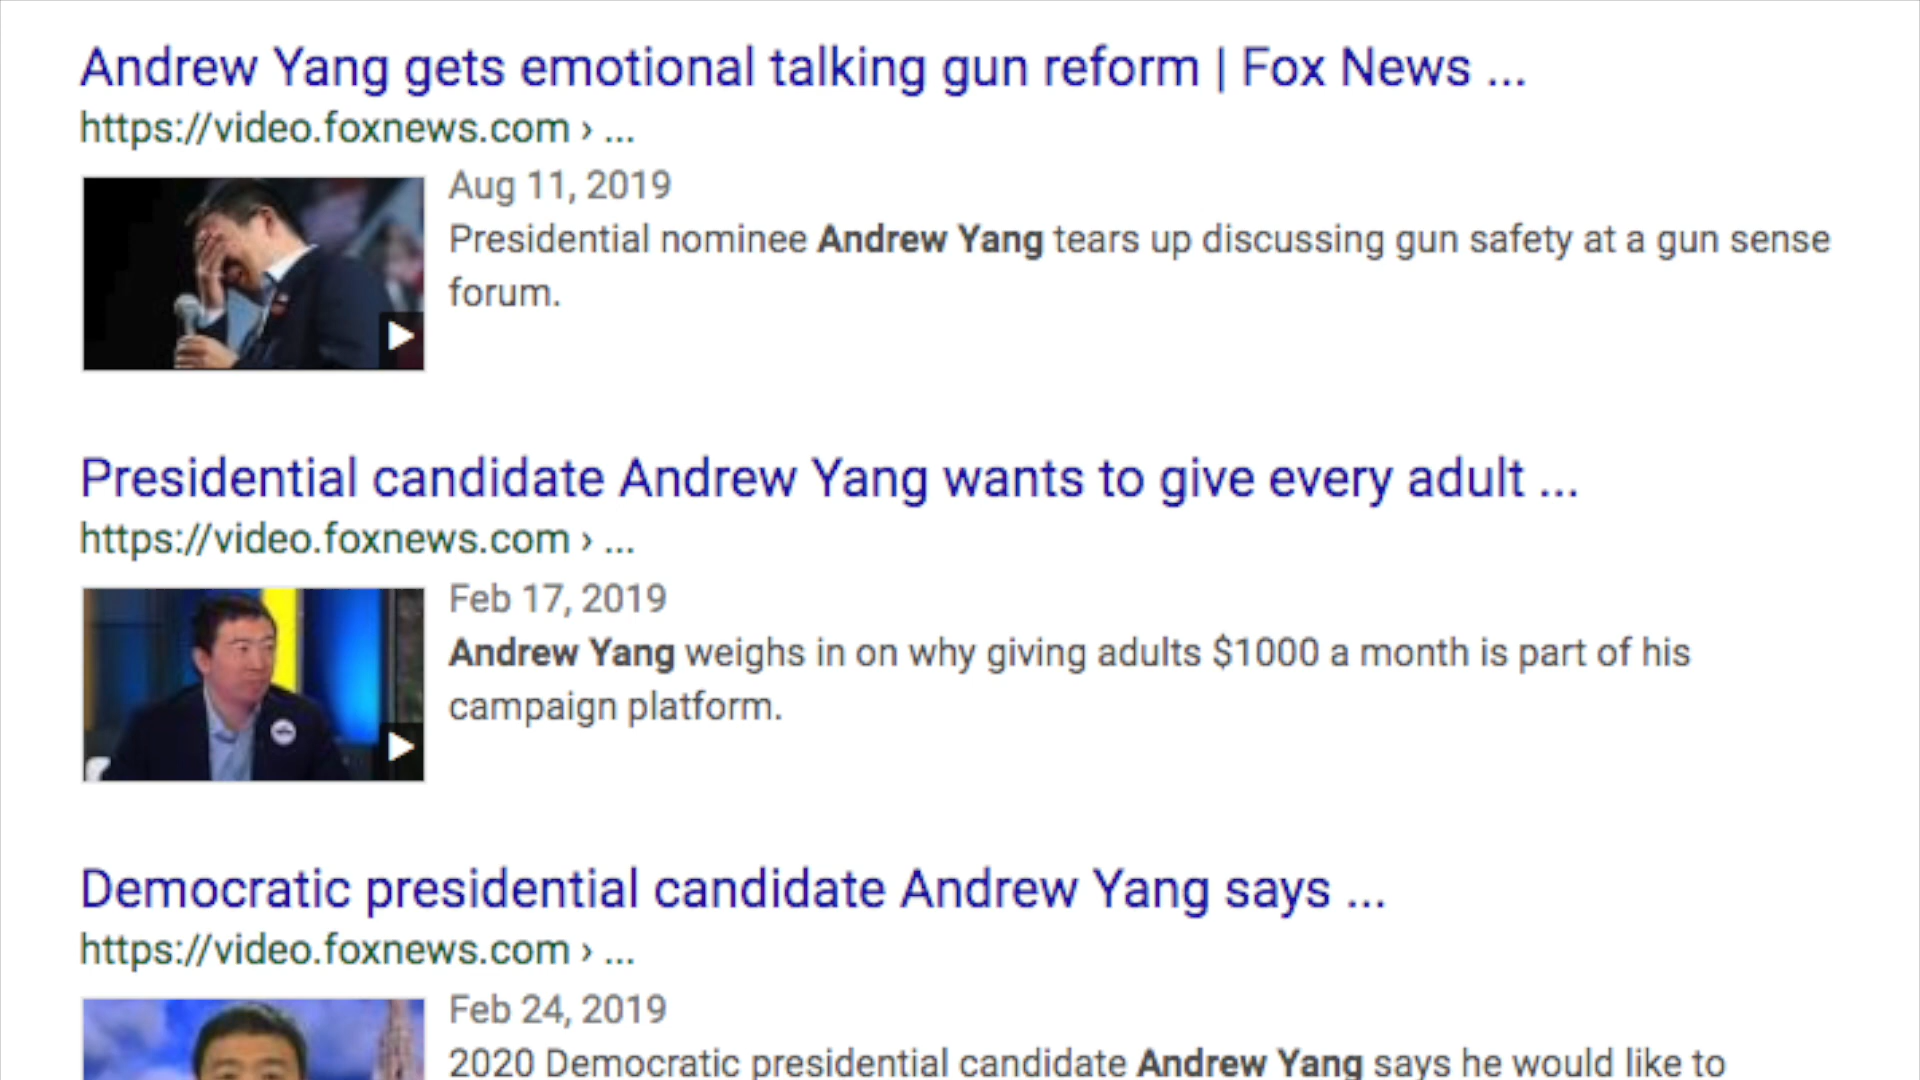 Andrew Yang gets emotional talking gun reform | Fox News ...
https://video.foxnews.com › ...
Aug 11, 2019
Presidential nominee Andrew Yang tears up discussing gun safety at a gun sense
forum.
Presidential candidate Andrew Yang wants to give every adult ...
https://video.foxnews.com › ...
Feb 17, 2019
Andrew Yang weighs in on why giving adults $1000 a month is part of his
campaign platform.
Democratic presidential candidate Andrew Yang says ...
https://video.foxnews.com › ...
Feb 24, 2019
2020 Democratic presidential candidate Andrew Yang says he would like to